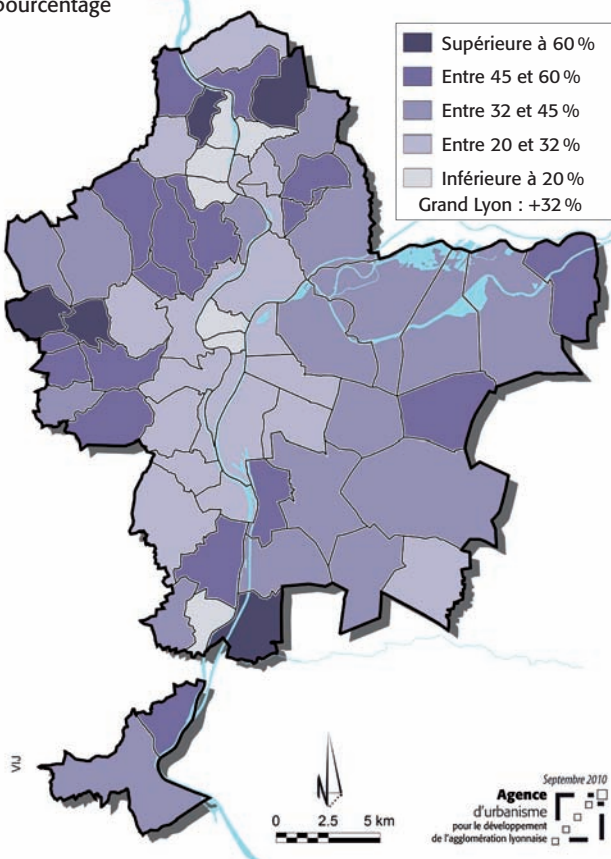 pourcentage
Supérieure à 60 %
Entre 45 et 60 %
Entre 32 et 45 %
Entre 20 et 32 %
Inférieure à 20 %
Grand Lyon : +32 %
VIJ
N
0 2.5 5 km
Septembre 2010
Agence
d'urbanisme
pour le développement
de l'agglomération lyonnaise